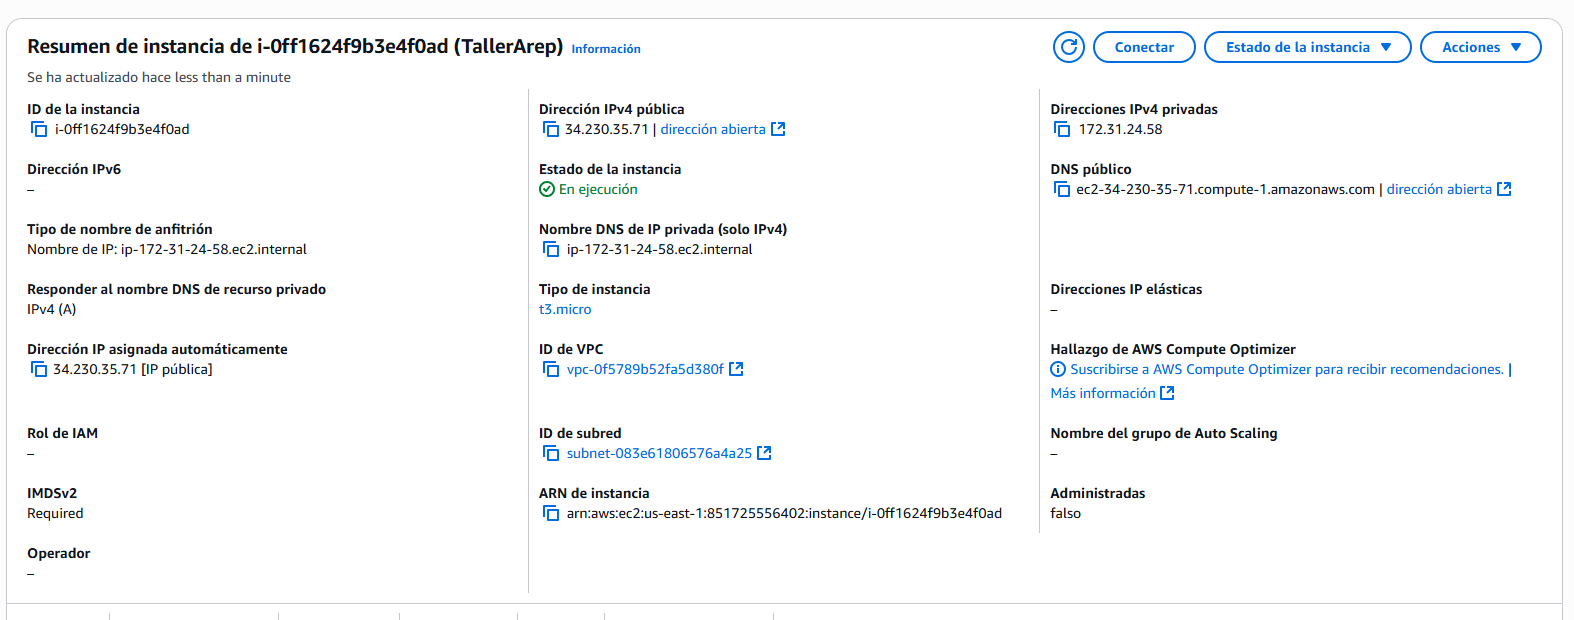 Resumen de instancia de i-0ff1624f9b3e4f0ad (TallerArep) Información
Conectar
Estado de la instancia
Acciones
Se ha actualizado hace less than a minute
ID de la instancia
i-0ff1624f9b3e4f0ad
Dirección IPv4 pública
34.230.35.71 | dirección abierta
Direcciones IPv4 privadas
172.31.24.58
Dirección IPv6
–
Estado de la instancia
En ejecución
DNS público
ec2-34-230-35-71.compute-1.amazonaws.com | dirección abierta
Tipo de nombre de anfitrión
Nombre de IP: ip-172-31-24-58.ec2.internal
Nombre DNS de IP privada (solo IPv4)
ip-172-31-24-58.ec2.internal
Responder al nombre DNS de recurso privado
IPv4 (A)
Tipo de instancia
t3.micro
Direcciones IP elásticas
–
Dirección IP asignada automáticamente
34.230.35.71 [IP pública]
ID de VPC
vpc-0f5789b52fa5d380f
Hallazgo de AWS Compute Optimizer
Suscribirse a AWS Compute Optimizer para recibir recomendaciones. |
Más información
Rol de IAM
–
ID de subred
subnet-083e61806576a4a25
Nombre del grupo de Auto Scaling
–
IMDSv2
Required
ARN de instancia
arn:aws:ec2:us-east-1:851725556402:instance/i-0ff1624f9b3e4f0ad
Administradas
falso
Operador
–